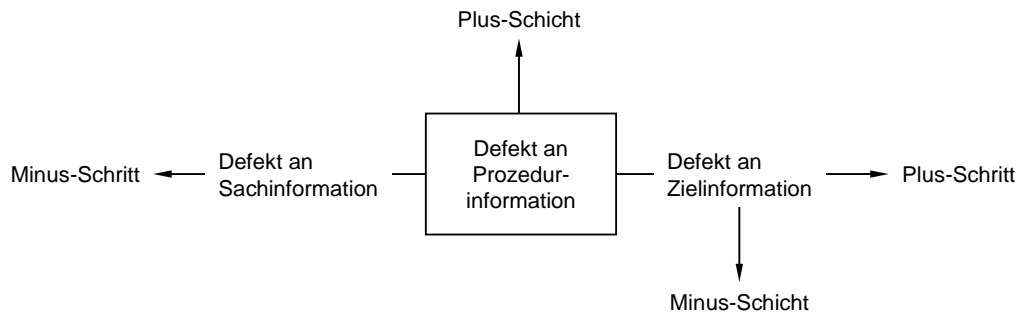 Plus-Schicht
Minus-Schritt
Defekt an
Sachinformation
Defekt an
Prozedur-
information
Defekt an
Zielinformation
Plus-Schritt
Minus-Schicht